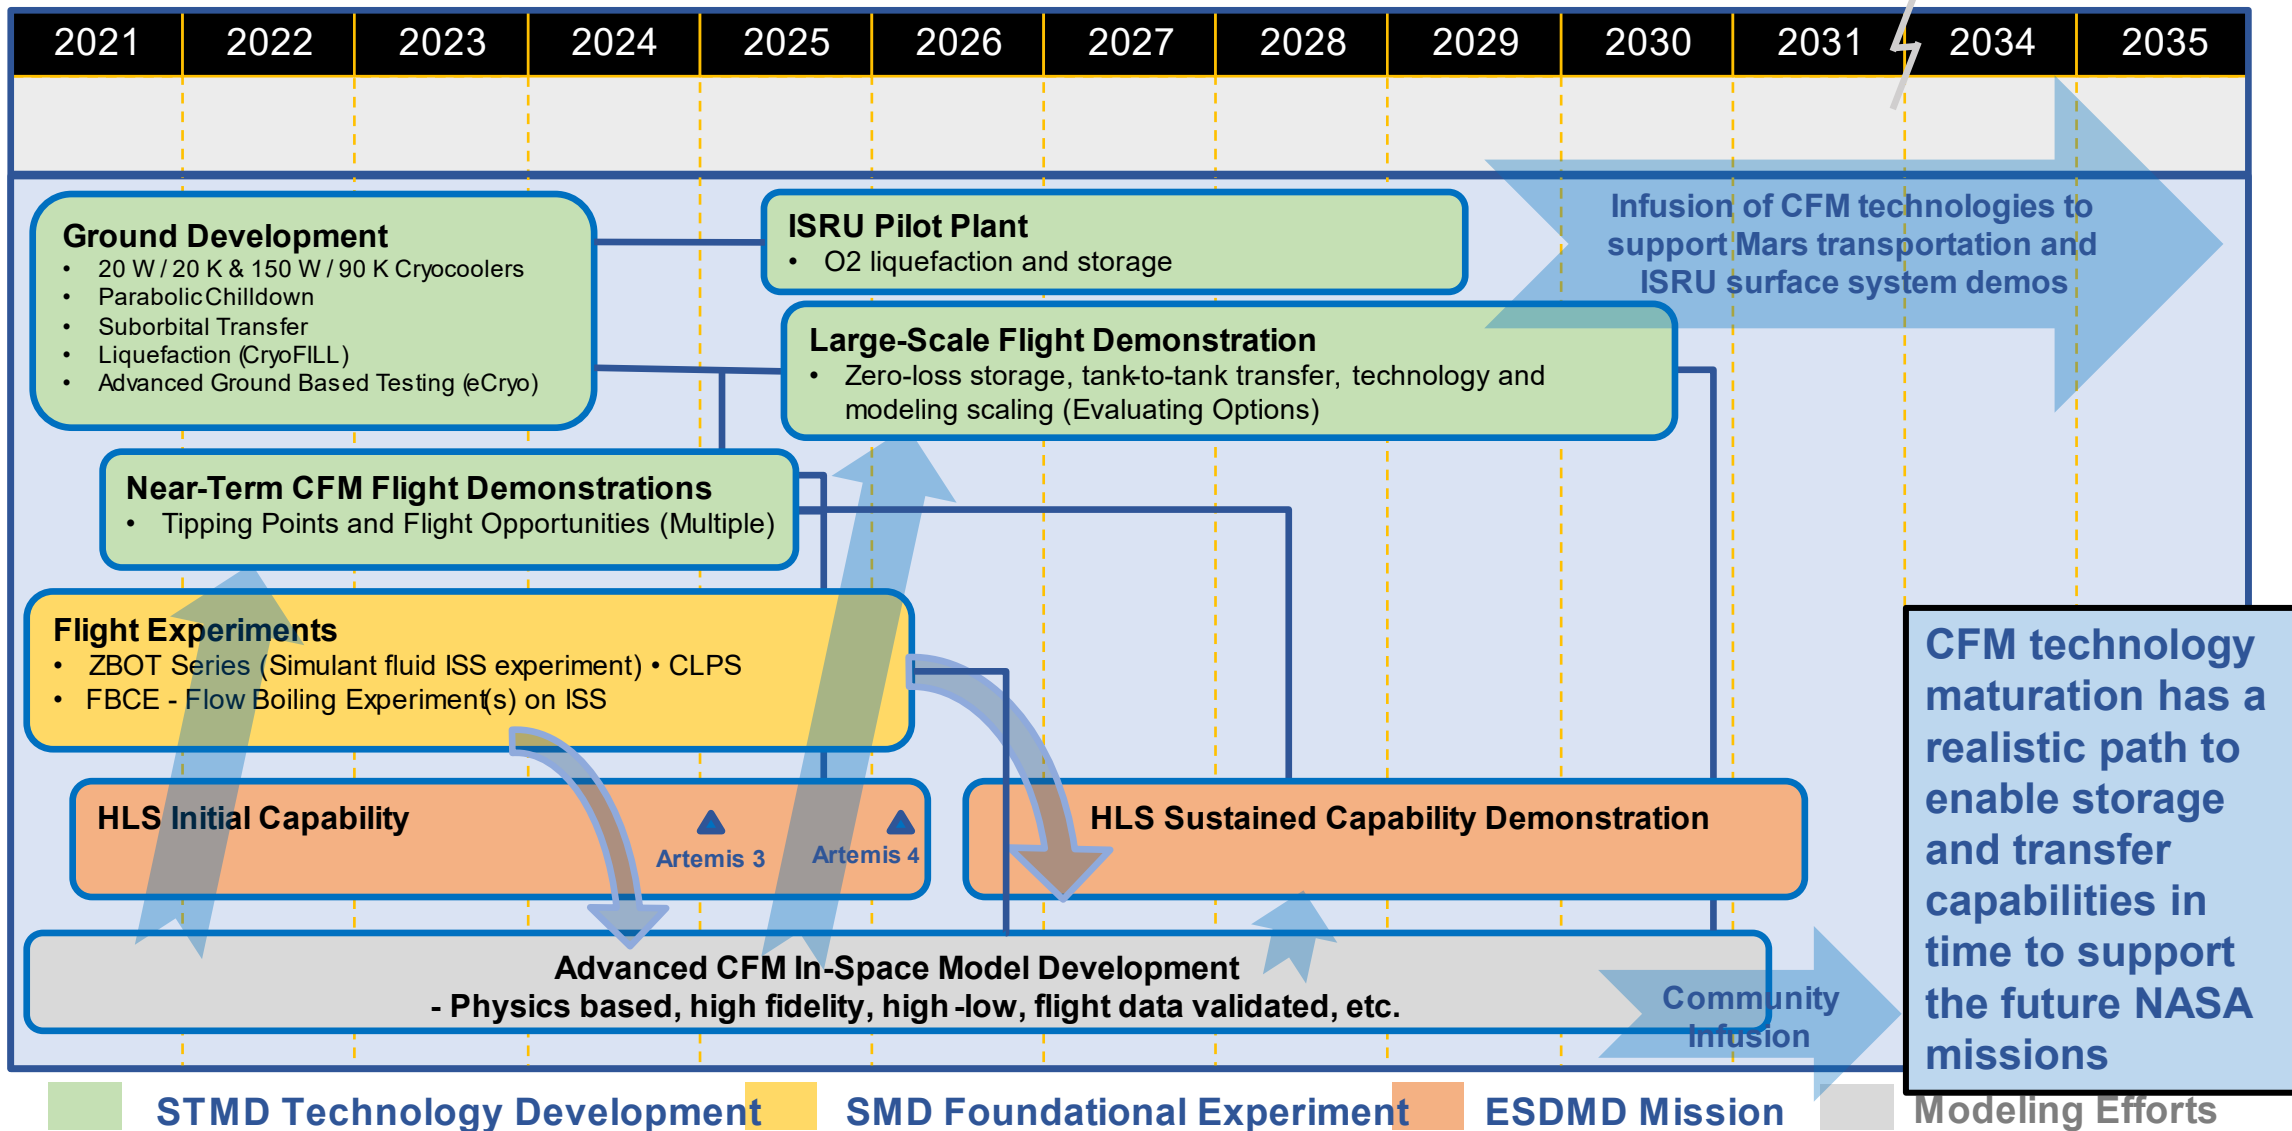 2021 2022 2023 2024 2025 2026 2027 2028 2029 2030 2031 2034 2035
Ground Development
• 20 W / 20 K & 150 W / 90 K Cryocoolers
• Parabolic Chilldown
• Suborbital Transfer
• Liquefaction (CryoFILL)
• Advanced Ground Based Testing (eCryo)
ISRU Pilot Plant
• O2 liquefaction and storage
Infusion of CFM technologies to
support Mars transportation and
ISRU surface system demos
Large-Scale Flight Demonstration
• Zero-loss storage, tank-to-tank transfer, technology and
modeling scaling (Evaluating Options)
Near-Term CFM Flight Demonstrations
• Tipping Points and Flight Opportunities (Multiple)
Flight Experiments
• ZBOT Series (Simulant fluid ISS experiment) • CLPS
• FBCE - Flow Boiling Experiment(s) on ISS
HLS Initial Capability
Artemis 3
Artemis 4
HLS Sustained Capability Demonstration
Advanced CFM In-Space Model Development
- Physics based, high fidelity, high-low, flight data validated, etc.
Community
Infusion
CFM technology
maturation has a
realistic path to
enable storage
and transfer
capabilities in
time to support
the future NASA
missions
STMD Technology Development
SMD Foundational Experiment
ESDMD Mission
Modeling Efforts